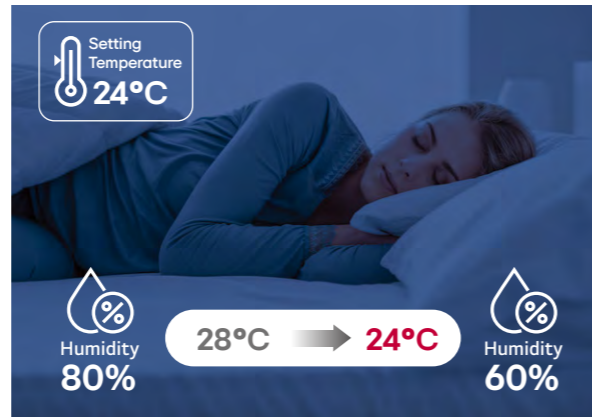 Setting
Temperature
24°C
%
Humidity
80%
28°C
24°C
%
Humidity
60%